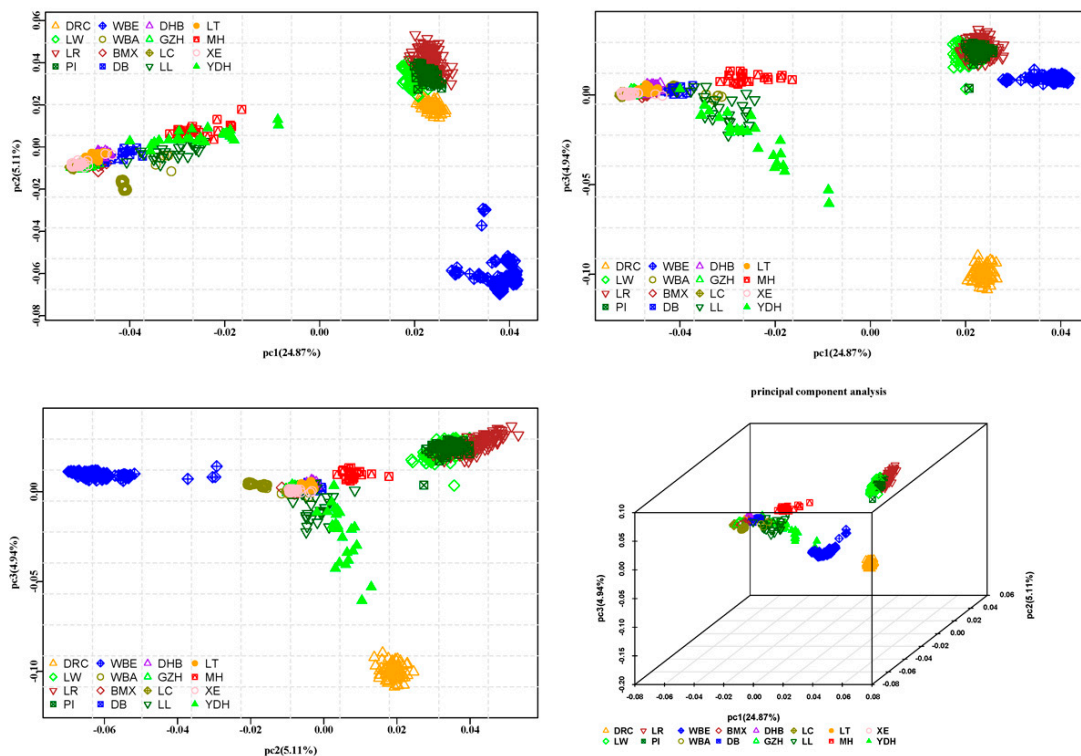 0.06
0.04
0.02
0.00
-0.02
-0.04
-0.06
-0.08
pc2(5.11%)
DRC WBE DHB LT
LW WBA GZH MH
LR BMX LC XE
PI DB LL YDH
-0.04 -0.02 0.00 0.02 0.04
pc1(24.87%)
0.00
-0.05
-0.10
pc3(4.94%)
DRC WBE DHB LT
LW WBA GZH MH
LR BMX LC XE
PI DB LL YDH
-0.04 -0.02 0.00 0.02 0.04
pc1(24.87%)
0.00
-0.05
-0.10
pc3(4.94%)
DRC WBE DHB LT
LW WBA GZH MH
LR BMX LC XE
PI DB LL YDH
-0.06 -0.04 -0.02 0.00 0.02 0.04
pc2(5.11%)
principal component analysis
0.10
0.05
0.00
-0.05
-0.10
-0.15
-0.20
pc3(4.94%)
0.06
0.04
0.02
0.00
-0.02
-0.04
-0.06
-0.08
pc2(5.11%)
-0.08 -0.06 -0.04 -0.02 0.00 0.02 0.04 0.06 0.08
pc1(24.87%)
DRC LR WBE BMX DHB LC LT XE
LW PI WBA DB GZH LL MH YDH